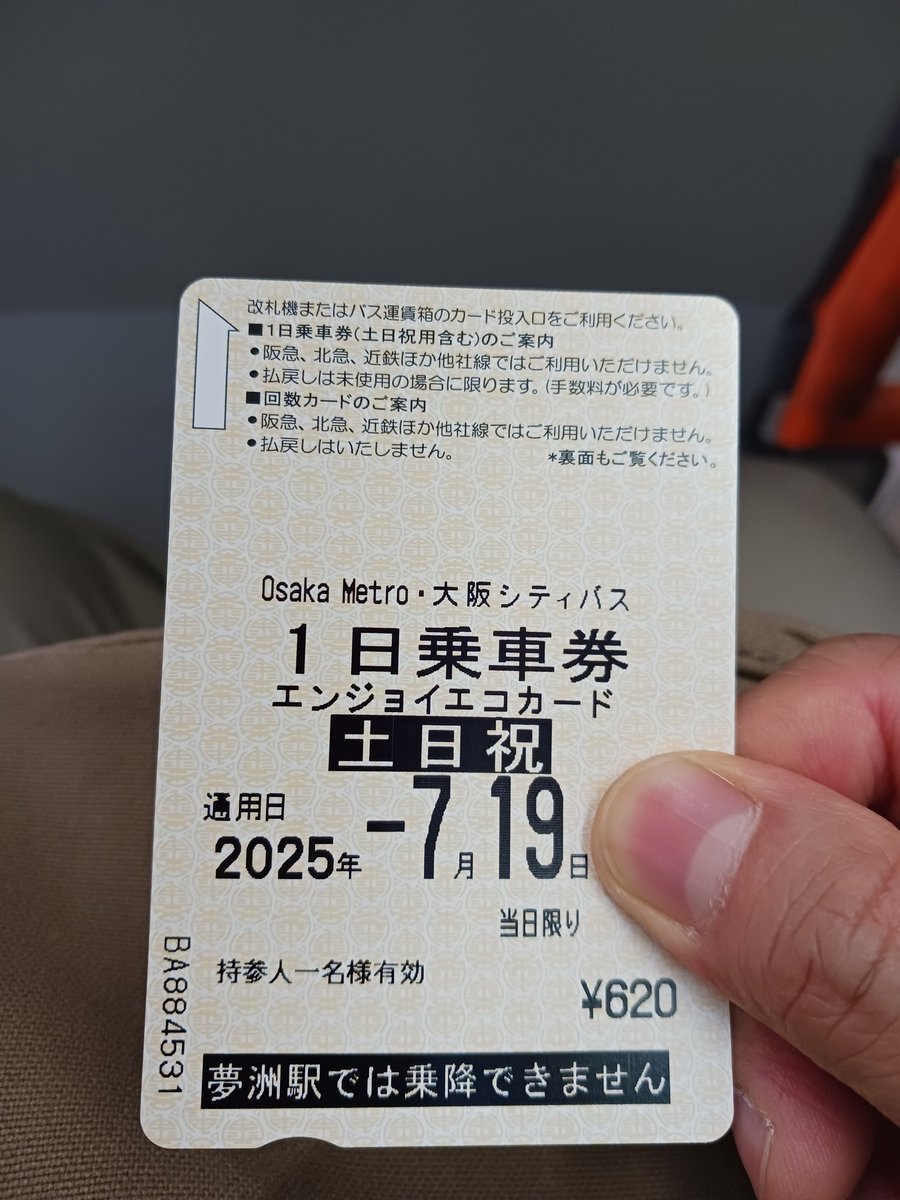 改札機またはバス運賃箱のカード投入口をご利用ください。
■1日乗車券(土日祝用含む)のご案内
●阪急、北急、近鉄ほか他社線ではご利用いただけません。
●払戻しは未使用の場合に限ります。(手数料が必要です。)
■回数カードのご案内
●阪急、北急、近鉄ほか他社線ではご利用いただけません。
●払戻しはいたしません。 *裏面もご覧ください。
Osaka Metro・大阪シティバス
1日乗車券
エンジョイエコカード
土日祝
通用日
2025年 -7月19日
当日限り
持参人一名様有効
¥620
BA884531
夢洲駅では乗降できません